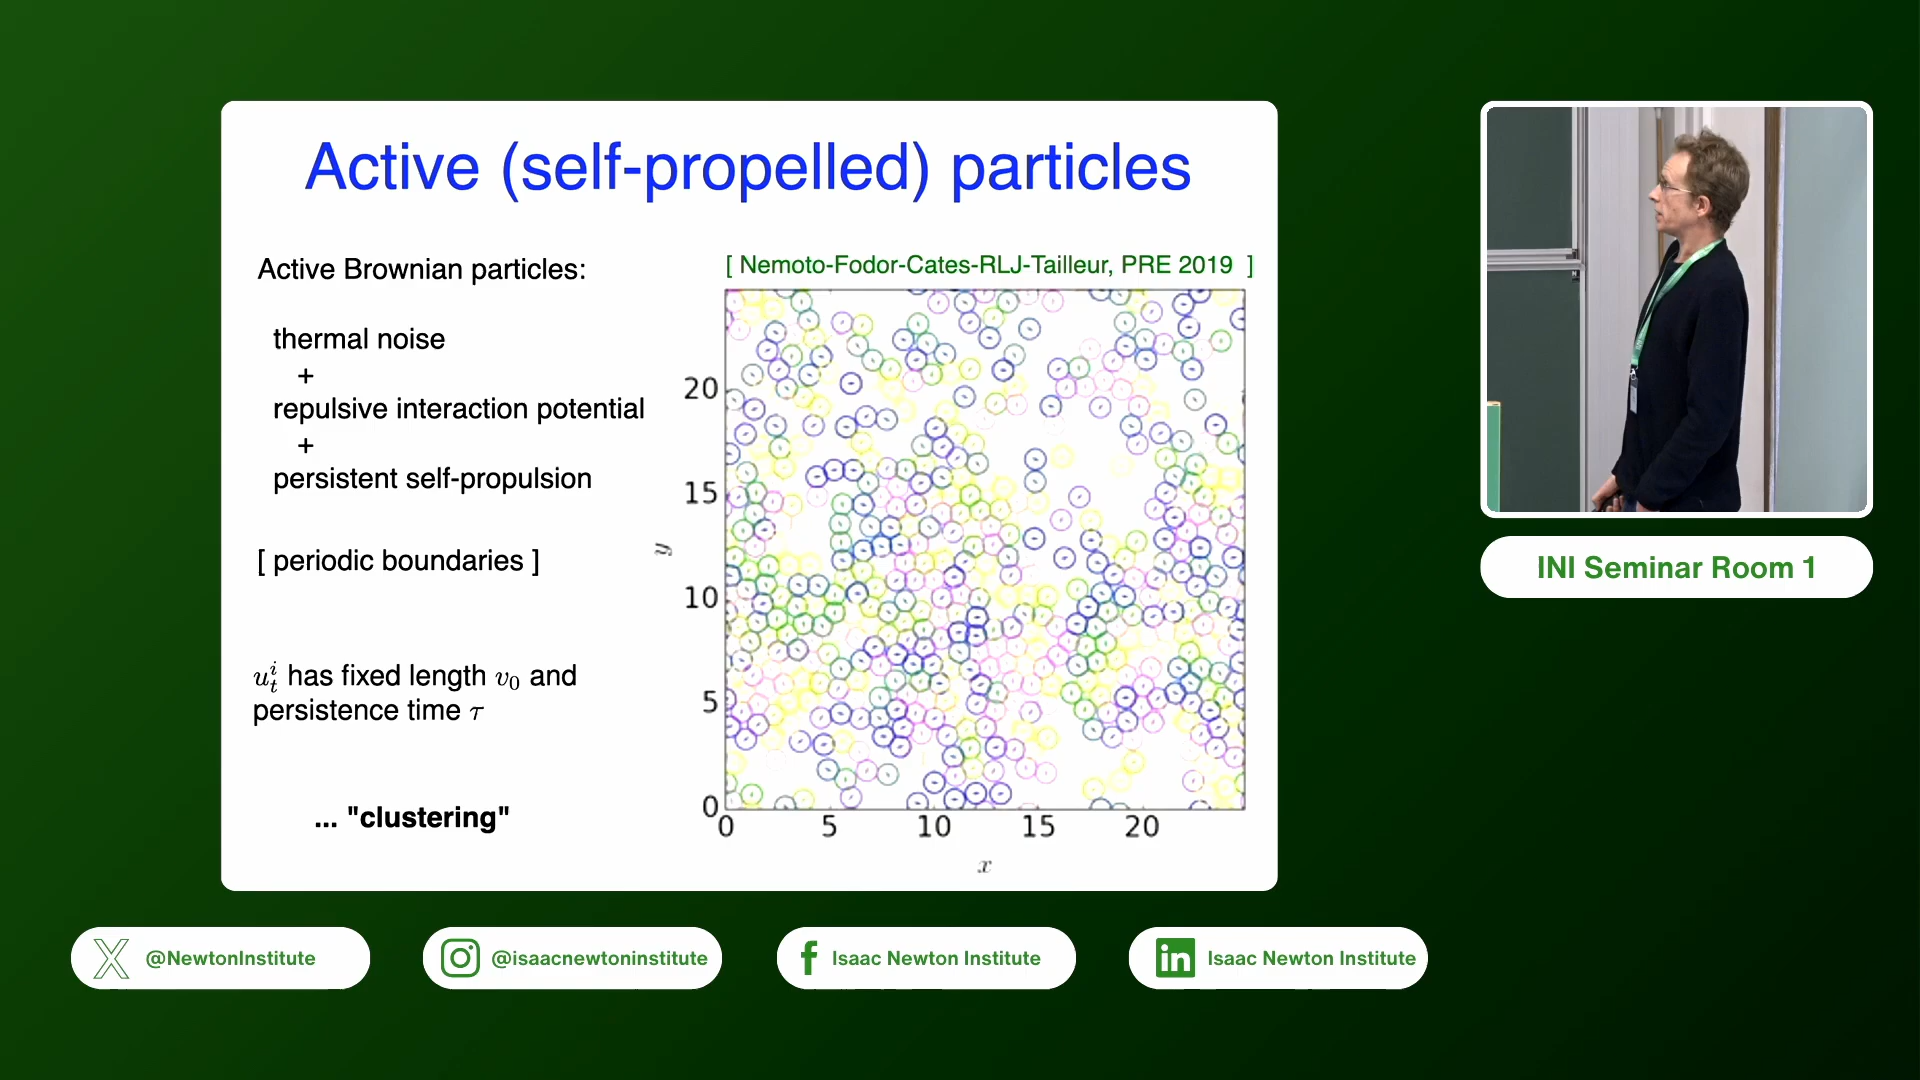 Active (self-propelled) particles
Active Brownian particles:
thermal noise
+
repulsive interaction potential
+
persistent self-propulsion
[ periodic boundaries ]
u_t^i has fixed length v_0 and
persistence time τ
... "clustering"
[ Nemoto-Fodor-Cates-RLJ-Tailleur, PRE 2019 ]
20
15
y
10
5
0
0 5 10 15 20
x
INI Seminar Room 1
@NewtonInstitute
@isaacnewtoninstitute
Isaac Newton Institute
Isaac Newton Institute